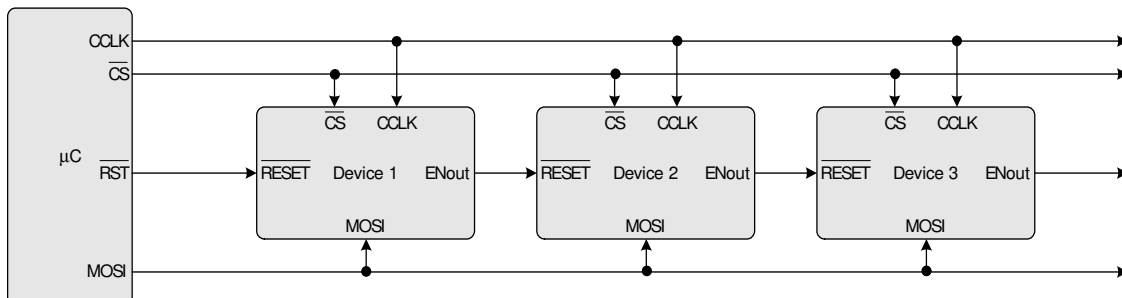 CCLK
CS
CS CCLK CS CCLK CS CCLK
μC RST RESET Device 1 ENout RESET Device 2 ENout RESET Device 3 ENout
MOSI MOSI MOSI
MOSI